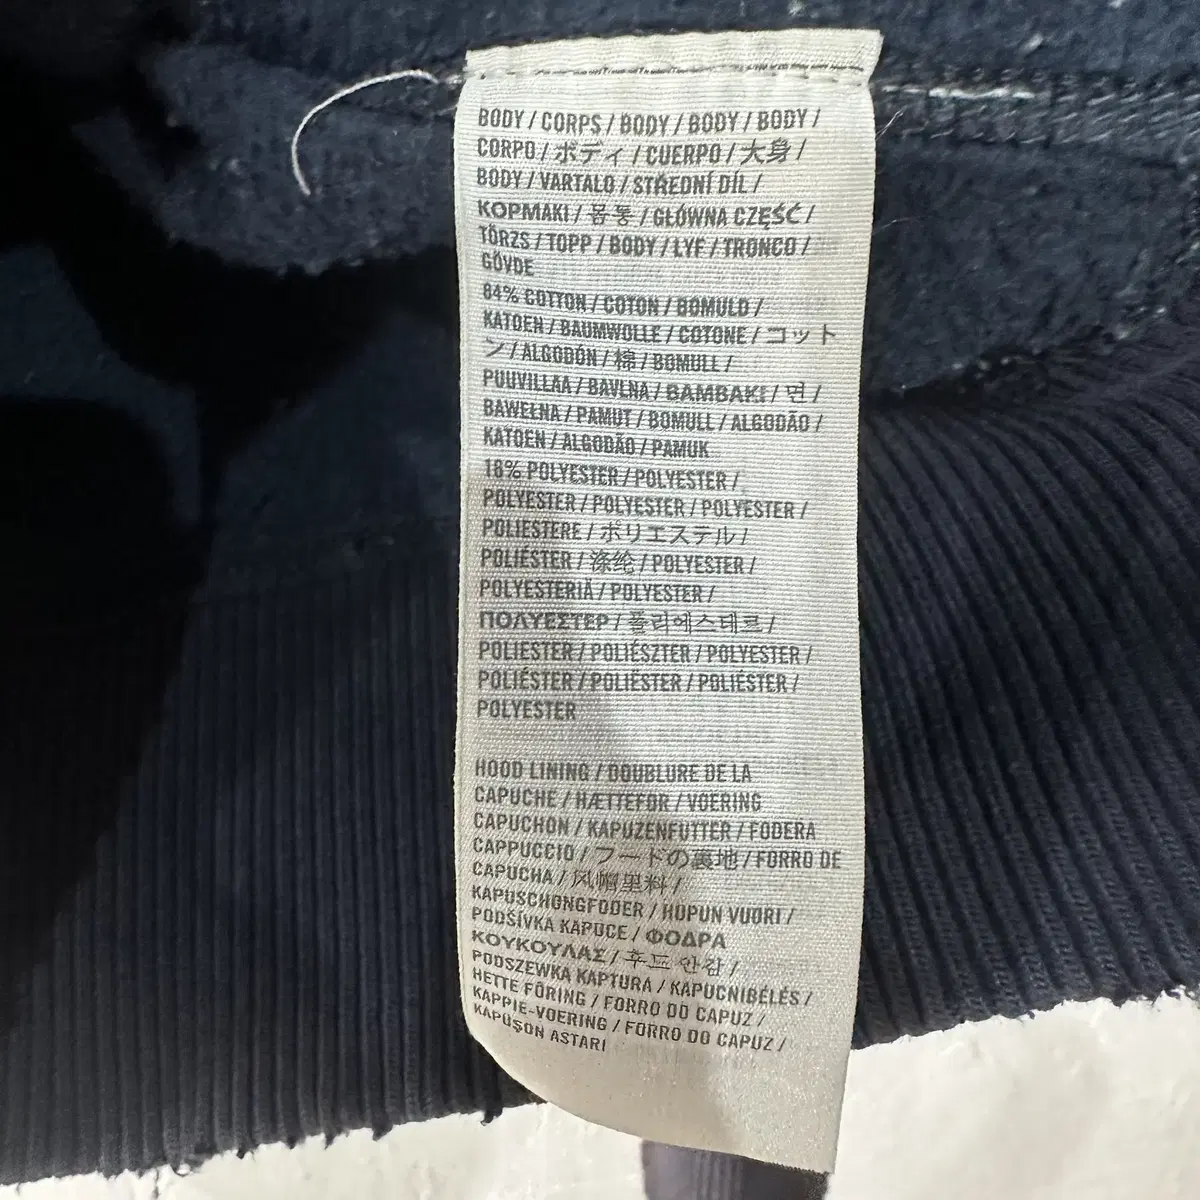 BODY / CORPS / BODY / BODY / BODY /
CORPO / ボディ / CUERPO / 大身 /
BODY / VARTALO / STŘEDNÍ DÍL /
ΚΟΡΜΑΚΙ / 몸통 / GŁÓWNA CZĘŚĆ /
TÖRZS / TOPP / BODY / LYF / TRONCO /
GÖVDE
84% COTTON / COTON / BOMULD /
KATOEN / BAUMWOLLE / COTONE / コット
ン / ALGODÓN / 棉 / BOMULL /
PUUVILLAA / BAVLNA / ΒΑΜΒΑΚΙ / 면 /
BAWEŁNA / PAMUT / BOMULL / ALGODÃO /
KATOEN / ALGODÃO / PAMUK
16% POLYESTER / POLYESTER /
POLYESTER / POLYESTER / POLYESTER /
POLIESTERE / ポリエステル /
POLIÉSTER / 涤纶 / POLYESTER /
POLYESTERIÄ / POLYESTER /
ΠΟΛΥΕΣΤΕΡ / 폴리에스테르 /
POLIESTER / POLIÉSZTER / POLYESTER /
POLIÉSTER / POLIËSTER / POLIÉSTER /
POLYESTER
HOOD LINING / DOUBLURE DE LA
CAPUCHE / HÆTTEFOR / VOERING
CAPUCHON / KAPUZENFUTTER / FODERA
CAPPUCCIO / フードの裏地 / FORRO DE
CAPUCHA / 风帽里料 /
KAPUSCHONGFODER / HUPUN VUORI /
PODŠÍVKA KAPUCE / ΦΟΔΡΑ
ΚΟΥΚΟΥΛΑΣ / 후드 안감 /
PODSZEWKA KAPTURA / KAPUCNIBÉLÉS /
HETTE FÔRING / FORRO DO CAPUZ /
KAPPIE-VOERING / FORRO DO CAPUZ /
KAPÜŞON ASTARI